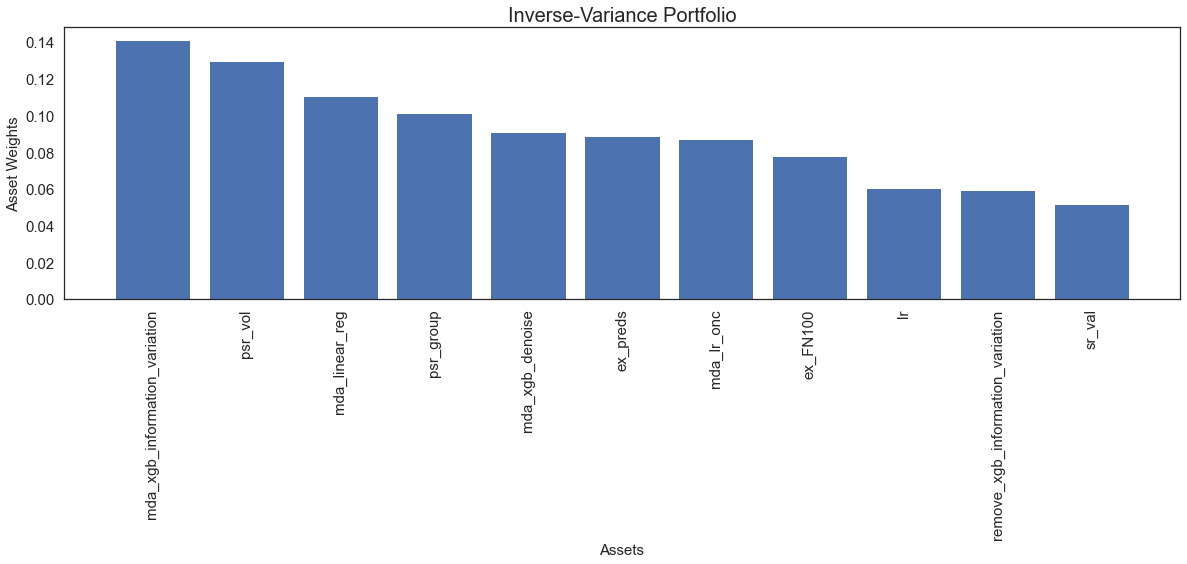 Inverse-Variance Portfolio
Asset Weights
0.14
0.12
0.10
0.08
0.06
0.04
0.02
0.00
mda_xgb_information_variation
psr_vol
mda_linear_reg
psr_group
mda_xgb_denoise
ex_preds
mda_lr_onc
ex_FN100
lr
remove_xgb_information_variation
sr_val
Assets